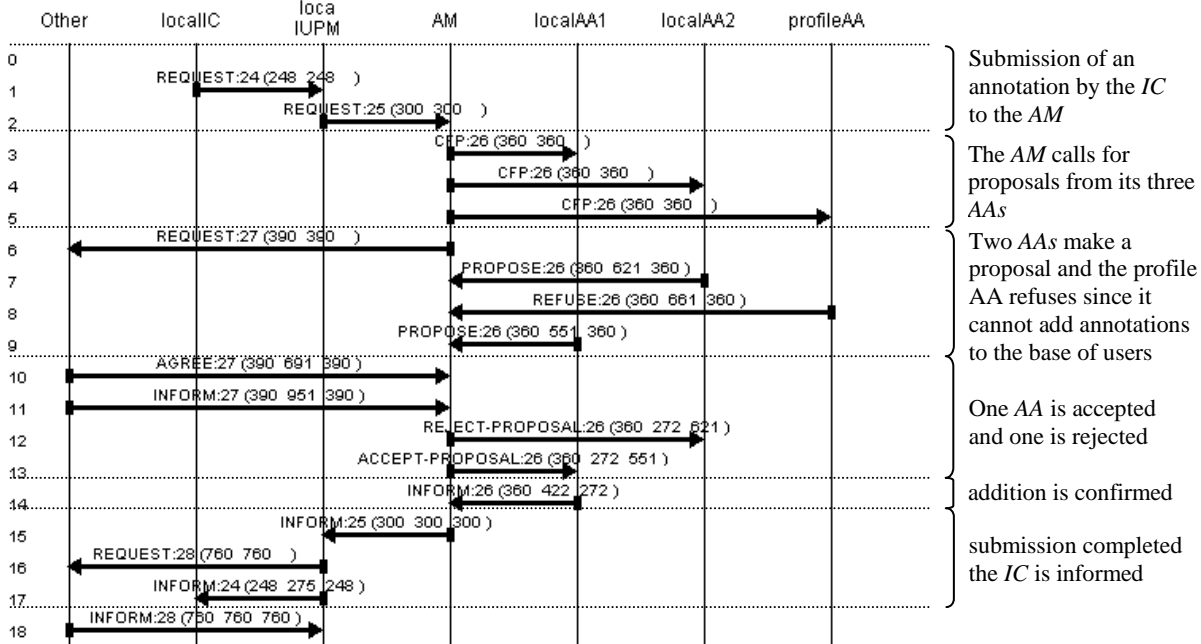 Other localIC loca IUPM AM localAA1 localAA2 profileAA
0
REQUEST:24 (248 248 )
1
REQUEST:25 (300 300 )
2
Submission of an
annotation by the IC
to the AM
CFP:26 (360 360 )
3
CFP:26 (360 360 )
4
CFP:26 (360 360 )
5
The AM calls for
proposals from its three
AAs
REQUEST:27 (390 390 )
6
PROPOSE:26 (360 621 360 )
7
REFUSE:26 (360 661 360 )
8
PROPOSE:26 (360 551 360 )
9
Two AAs make a
proposal and the profile
AA refuses since it
cannot add annotations
to the base of users
AGREE:27 (390 691 390 )
10
INFORM:27 (390 951 390 )
11
REJECT-PROPOSAL:26 (360 272 621 )
12
ACCEPT-PROPOSAL:26 (360 272 551 )
13
One AA is accepted
and one is rejected
INFORM:26 (360 422 272 )
14
addition is confirmed
INFORM:25 (300 300 300 )
15
REQUEST:28 (760 760 )
16
INFORM:24 (248 275 248 )
17
submission completed
the IC is informed
INFORM:28 (760 760 760 )
18